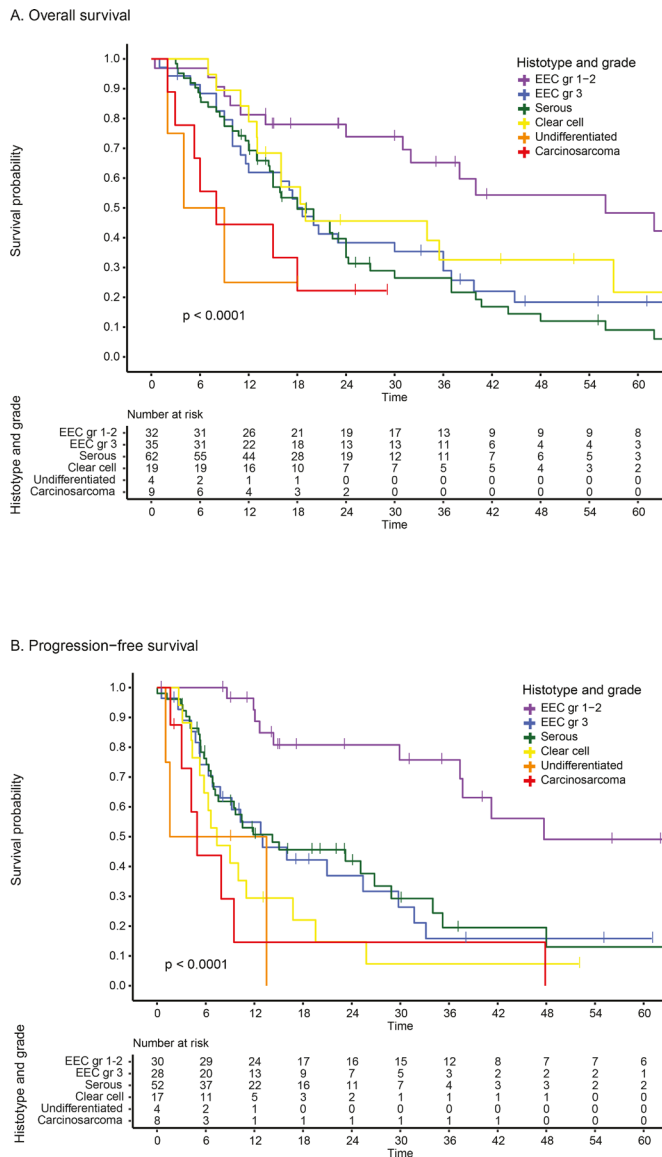 A. Overall survival
Histotype and grade
EEC gr 1−2
EEC gr 3
Serous
Clear cell
Undifferentiated
Carcinosarcoma
Survival probability
1.0
0.9
0.8
0.7
0.6
0.5
0.4
0.3
0.2
0.1
0.0
p < 0.0001
0 6 12 18 24 30 36 42 48 54 60
Time
Histotype and grade
Number at risk
EEC gr 1-2 32 31 26 21 19 17 13 9 9 9 8
EEC gr 3 35 31 22 18 13 13 11 6 4 4 3
Serous 62 55 44 28 19 12 11 7 6 5 3
Clear cell 19 19 16 10 7 7 5 5 4 3 2
Undifferentiated 4 2 1 1 0 0 0 0 0 0 0
Carcinosarcoma 9 6 4 3 2 0 0 0 0 0 0
0 6 12 18 24 30 36 42 48 54 60
Time
B. Progression−free survival
Histotype and grade
EEC gr 1−2
EEC gr 3
Serous
Clear cell
Undifferentiated
Carcinosarcoma
Survival probability
1.0
0.9
0.8
0.7
0.6
0.5
0.4
0.3
0.2
0.1
0.0
p < 0.0001
0 6 12 18 24 30 36 42 48 54 60
Time
Histotype and grade
Number at risk
EEC gr 1-2 30 29 24 17 16 15 12 8 7 7 6
EEC gr 3 28 20 13 9 7 5 3 2 2 2 1
Serous 52 37 22 16 11 7 4 3 3 2 2
Clear cell 17 11 5 3 2 1 1 1 1 0 0
Undifferentiated 4 2 1 0 0 0 0 0 0 0 0
Carcinosarcoma 8 3 1 1 1 1 1 1 0 0 0
0 6 12 18 24 30 36 42 48 54 60
Time